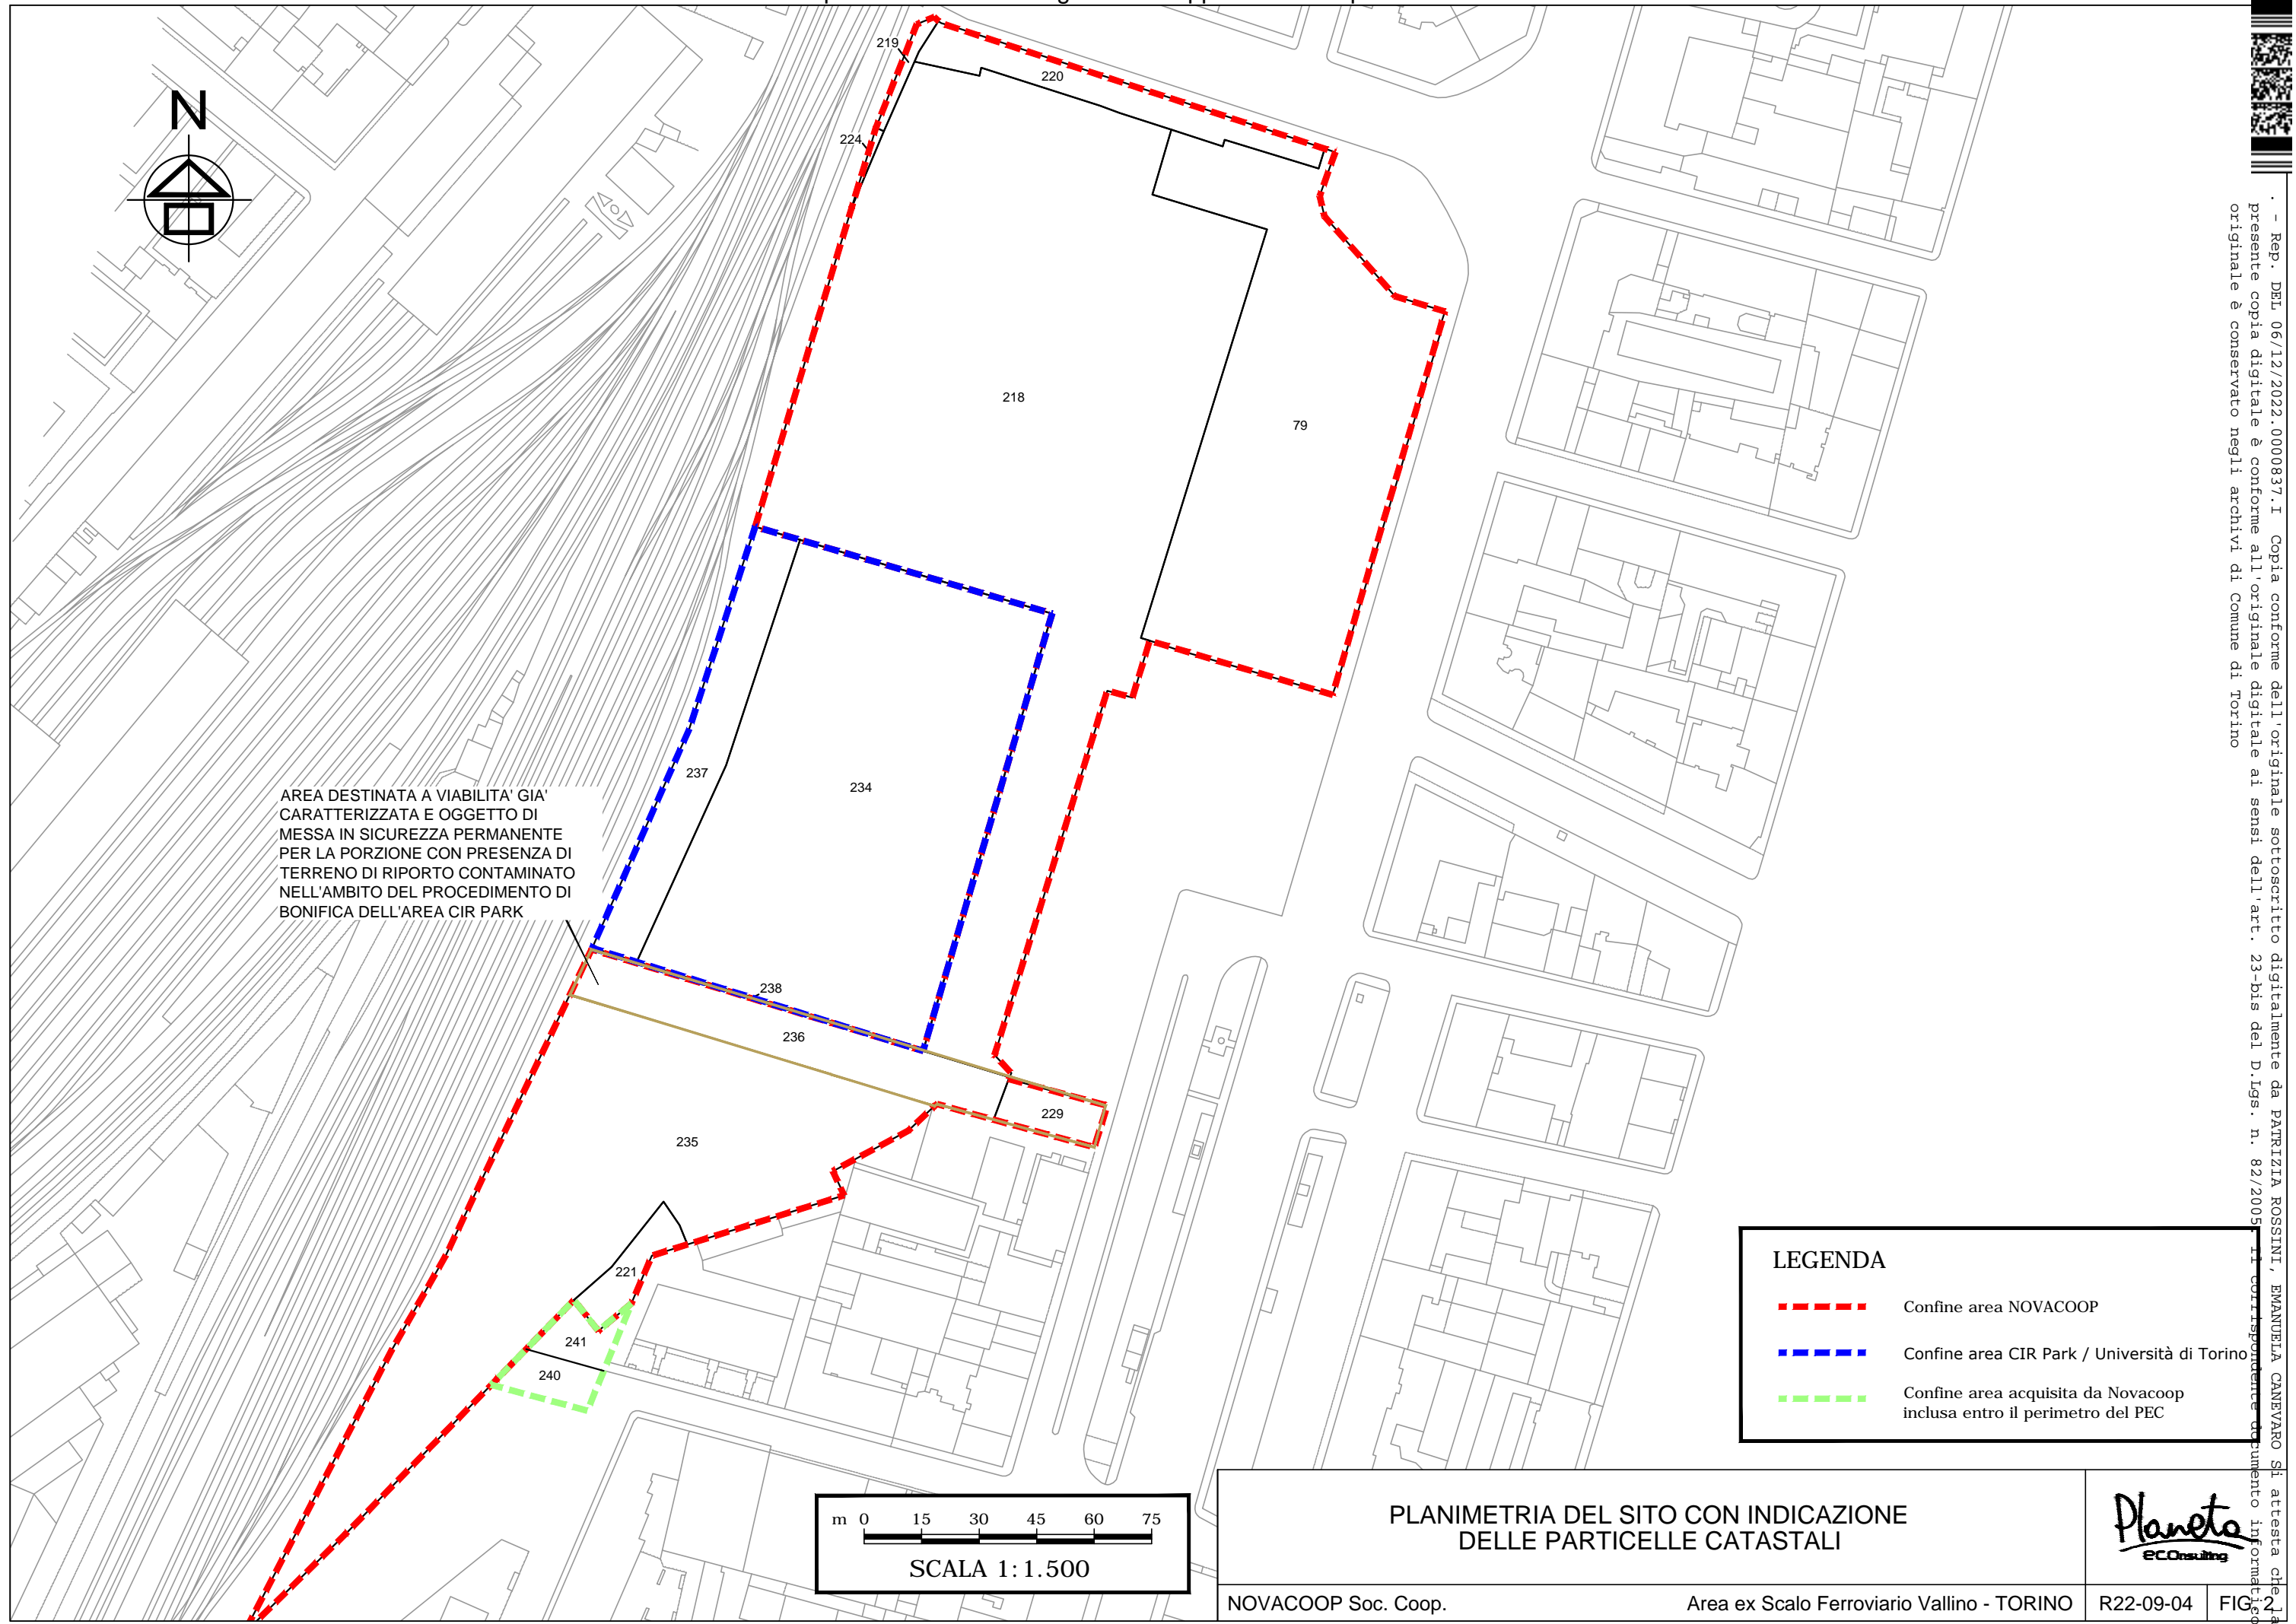 N
219
220
224
218
79
237
234
AREA DESTINATA A VIABILITA' GIA'
CARATTERIZZATA E OGGETTO DI
MESSA IN SICUREZZA PERMANENTE
PER LA PORZIONE CON PRESENZA DI
TERRENO DI RIPORTO CONTAMINATO
NELL'AMBITO DEL PROCEDIMENTO DI
BONIFICA DELL'AREA CIR PARK
238
236
229
235
221
241
240
LEGENDA
Confine area NOVACOOP
Confine area CIR Park / Università di Torino
Confine area acquisita da Novacoop
inclusa entro il perimetro del PEC
m 0 15 30 45 60 75
SCALA 1:1.500
PLANIMETRIA DEL SITO CON INDICAZIONE
DELLE PARTICELLE CATASTALI
Planeta
eCOnsulting
NOVACOOP Soc. Coop.
Area ex Scalo Ferroviario Vallino - TORINO
R22-09-04
FIG. 2
. - Rep. DEL 06/12/2022.0000837.I Copia conforme dell'originale sottoscritto digitalmente da PATRIZIA ROSSINI, EMANUELA CANEVARO Si attesta che la
presente copia digitale è conforme all'originale digitale ai sensi dell'art. 23-bis del D.Lgs. n. 82/2005. Il corrispondente documento informatico
originale è conservato negli archivi di Comune di Torino